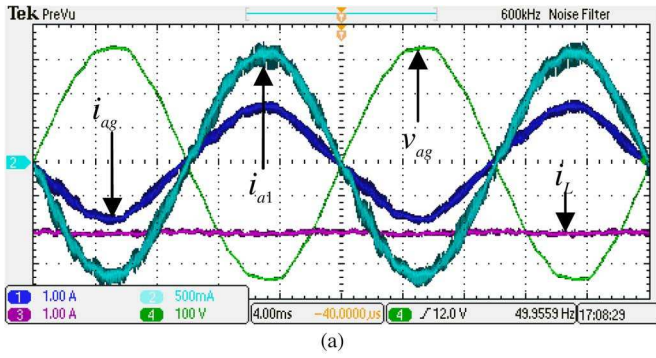 Tek PreVu 600kHz Noise Filter
i_ag
i_a1
v_ag
i_L
2
1 1.00 A 2 500mA
3 1.00 A 4 100 V
4.00ms -40.0000µs
4 ∫ 12.0 V 49.9559 Hz
17:08:29
(a)